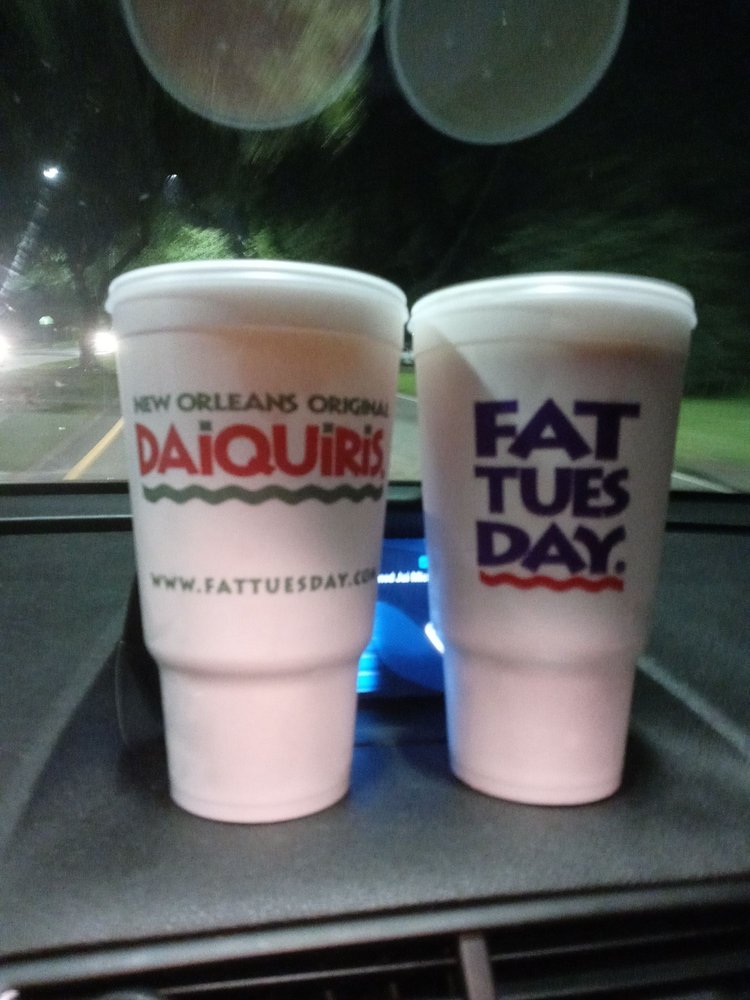 NEW ORLEANS ORIGINAL
DAiQUiRiS
WWW.FATTUESDAY.COM
FAT
TUES
DAY.